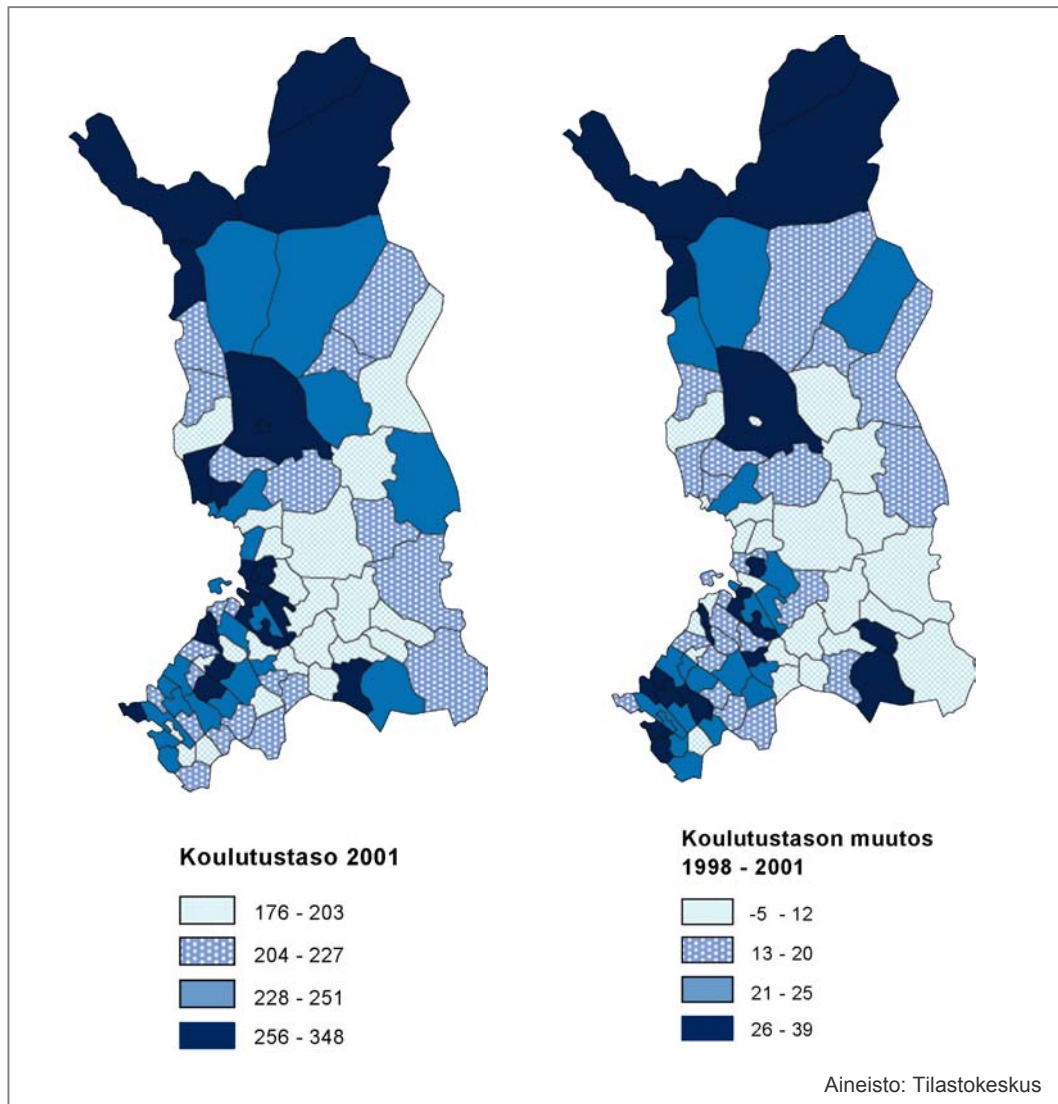 Koulutustaso 2001
176 - 203
204 - 227
228 - 251
256 - 348
Koulutustason muutos
1998 - 2001
-5 - 12
13 - 20
21 - 25
26 - 39
Aineisto: Tilastokeskus